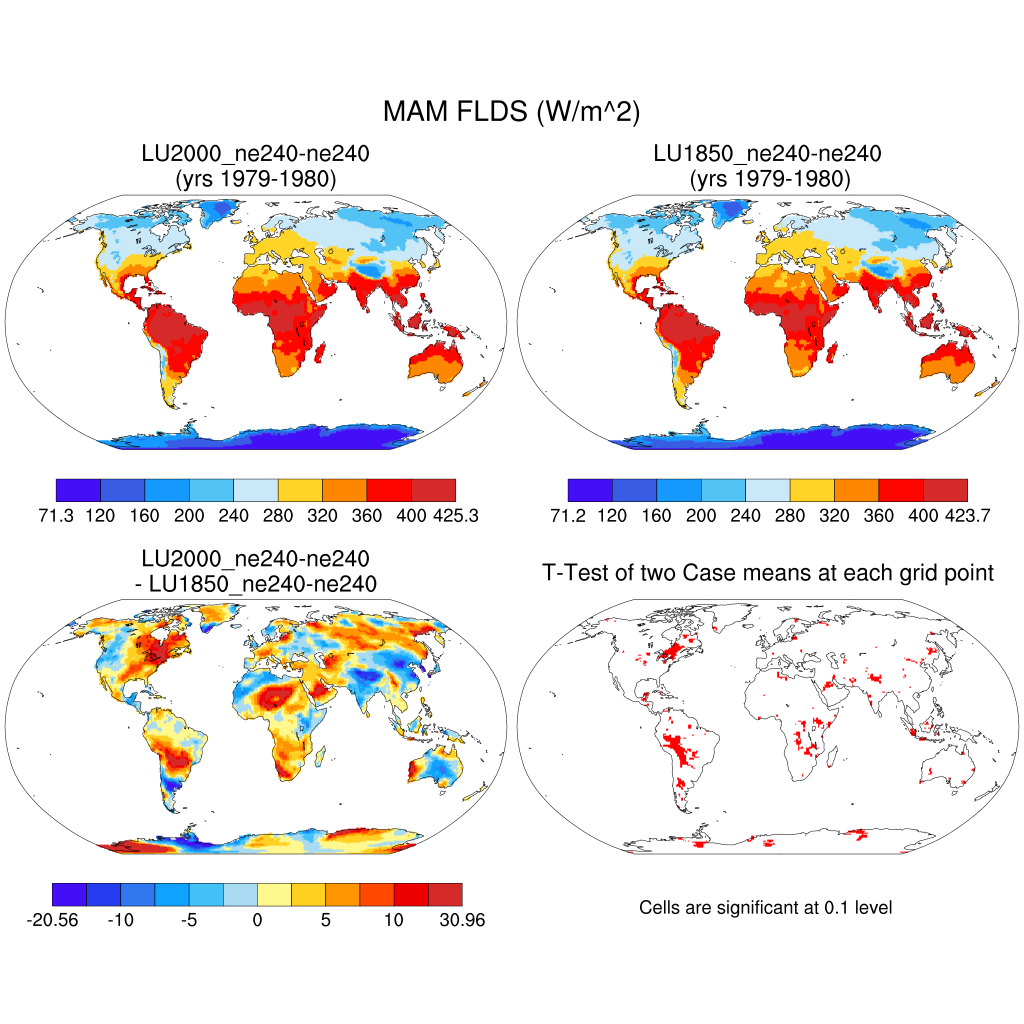 MAM FLDS (W/m^2)
LU2000_ne240-ne240
(yrs 1979-1980)
LU1850_ne240-ne240
(yrs 1979-1980)
71.3 120 160 200 240 280 320 360 400 425.3
71.2 120 160 200 240 280 320 360 400 423.7
LU2000_ne240-ne240
- LU1850_ne240-ne240
T-Test of two Case means at each grid point
-20.56 -10 -5 0 5 10 30.96
Cells are significant at 0.1 level